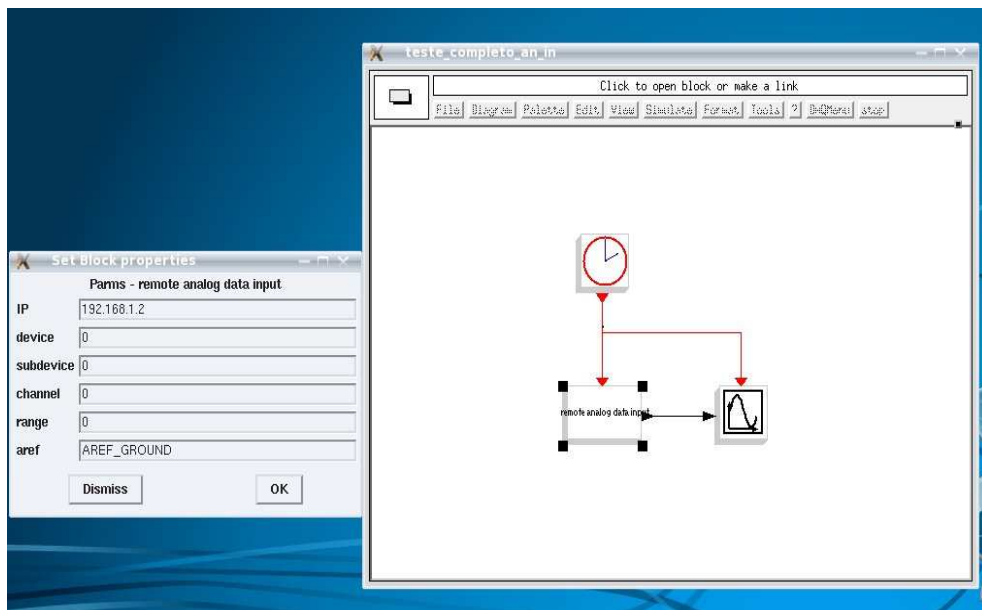 teste_completo_an_in
Click to open block or make a link
File Diagram Palette Edit View Simulate Format Tools ? stop
Set Block properties
Parms - remote analog data input
IP 192.168.1.2
device 0
subdevice 0
channel 0
range 0
aref AREF_GROUND
Dismiss OK
remote analog data input